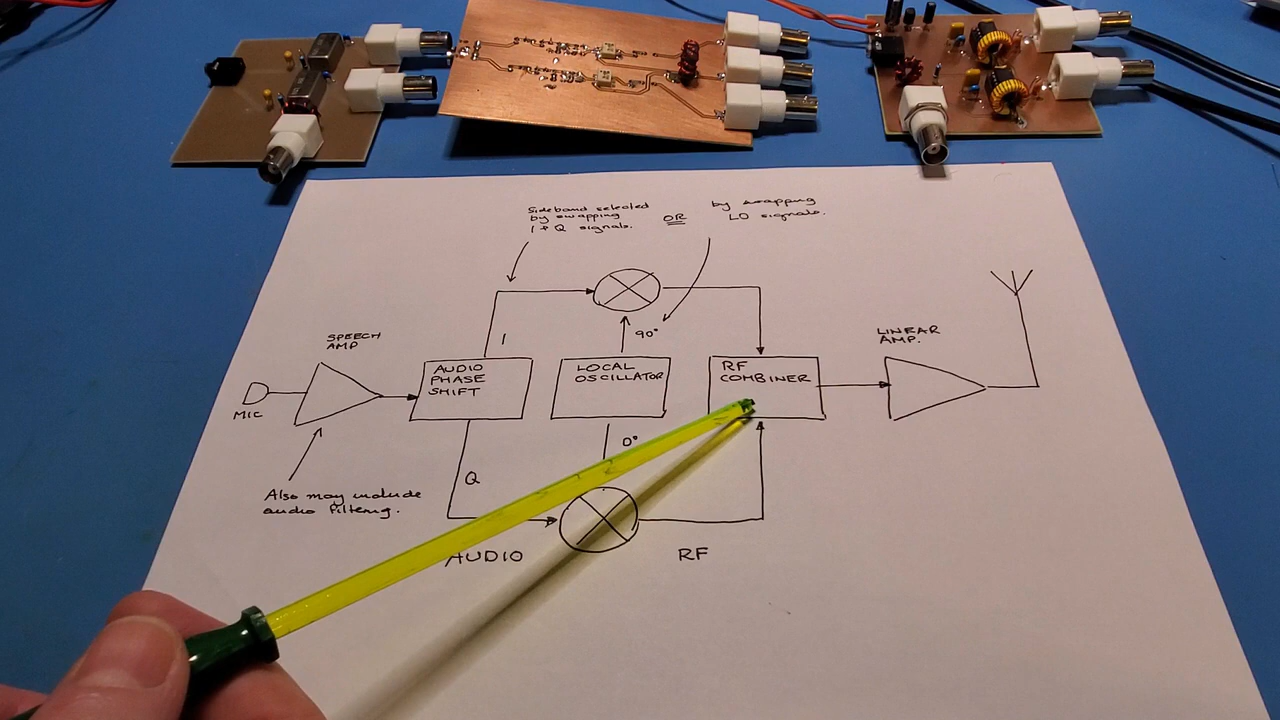 Sideband selected
by swapping
I & Q signals.
OR
by swapping
LO signals.
90°
SPEECH
AMP
LINEAR
AMP.
I
MIC
AUDIO
PHASE
SHIFT
LOCAL
OSCILLATOR
RF
COMBINER
0°
Q
Also may include
audio filtering.
AUDIO
RF